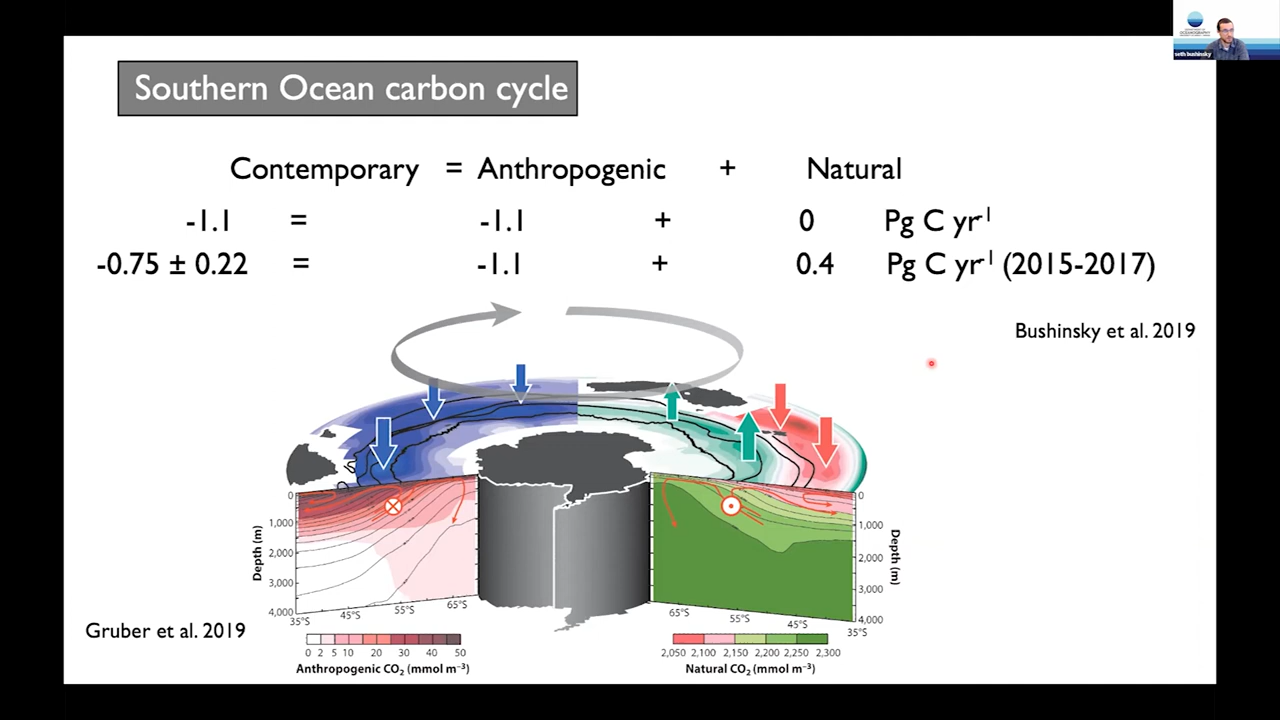 Southern Ocean carbon cycle
Contemporary = Anthropogenic + Natural
-1.1 = -1.1 + 0 Pg C yr-1
-0.75 ± 0.22 = -1.1 + 0.4 Pg C yr-1 (2015-2017)
Bushinsky et al. 2019
0 0
1,000 1,000
2,000 2,000
3,000 3,000
4,000 4,000
Depth (m) Depth (m)
35°S 45°S 55°S 65°S 65°S 55°S 45°S 35°S
Gruber et al. 2019
0 2 5 10 20 30 40 50
Anthropogenic CO2 (mmol m−3)
2,050 2,100 2,150 2,200 2,250 2,300
Natural CO2 (mmol m−3)
OCEANOGRAPHY
seth bushinsky